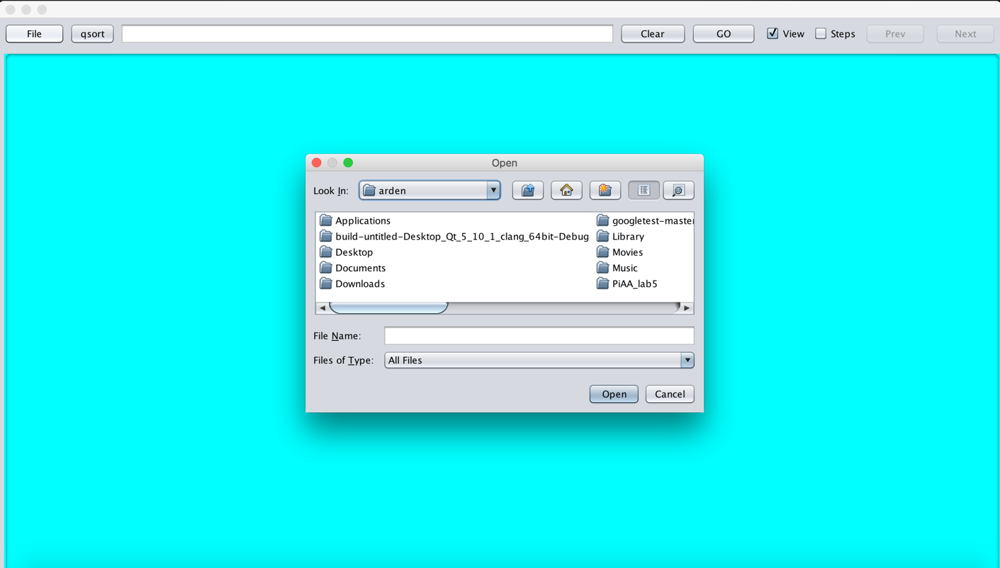 File qsort Clear GO View Steps Prev Next
Open
Look In: arden
Applications googletest-master
build-untitled-Desktop_Qt_5_10_1_clang_64bit-Debug Library
Desktop Movies
Documents Music
Downloads PiAA_lab5
File Name:
Files of Type: All Files
Open Cancel